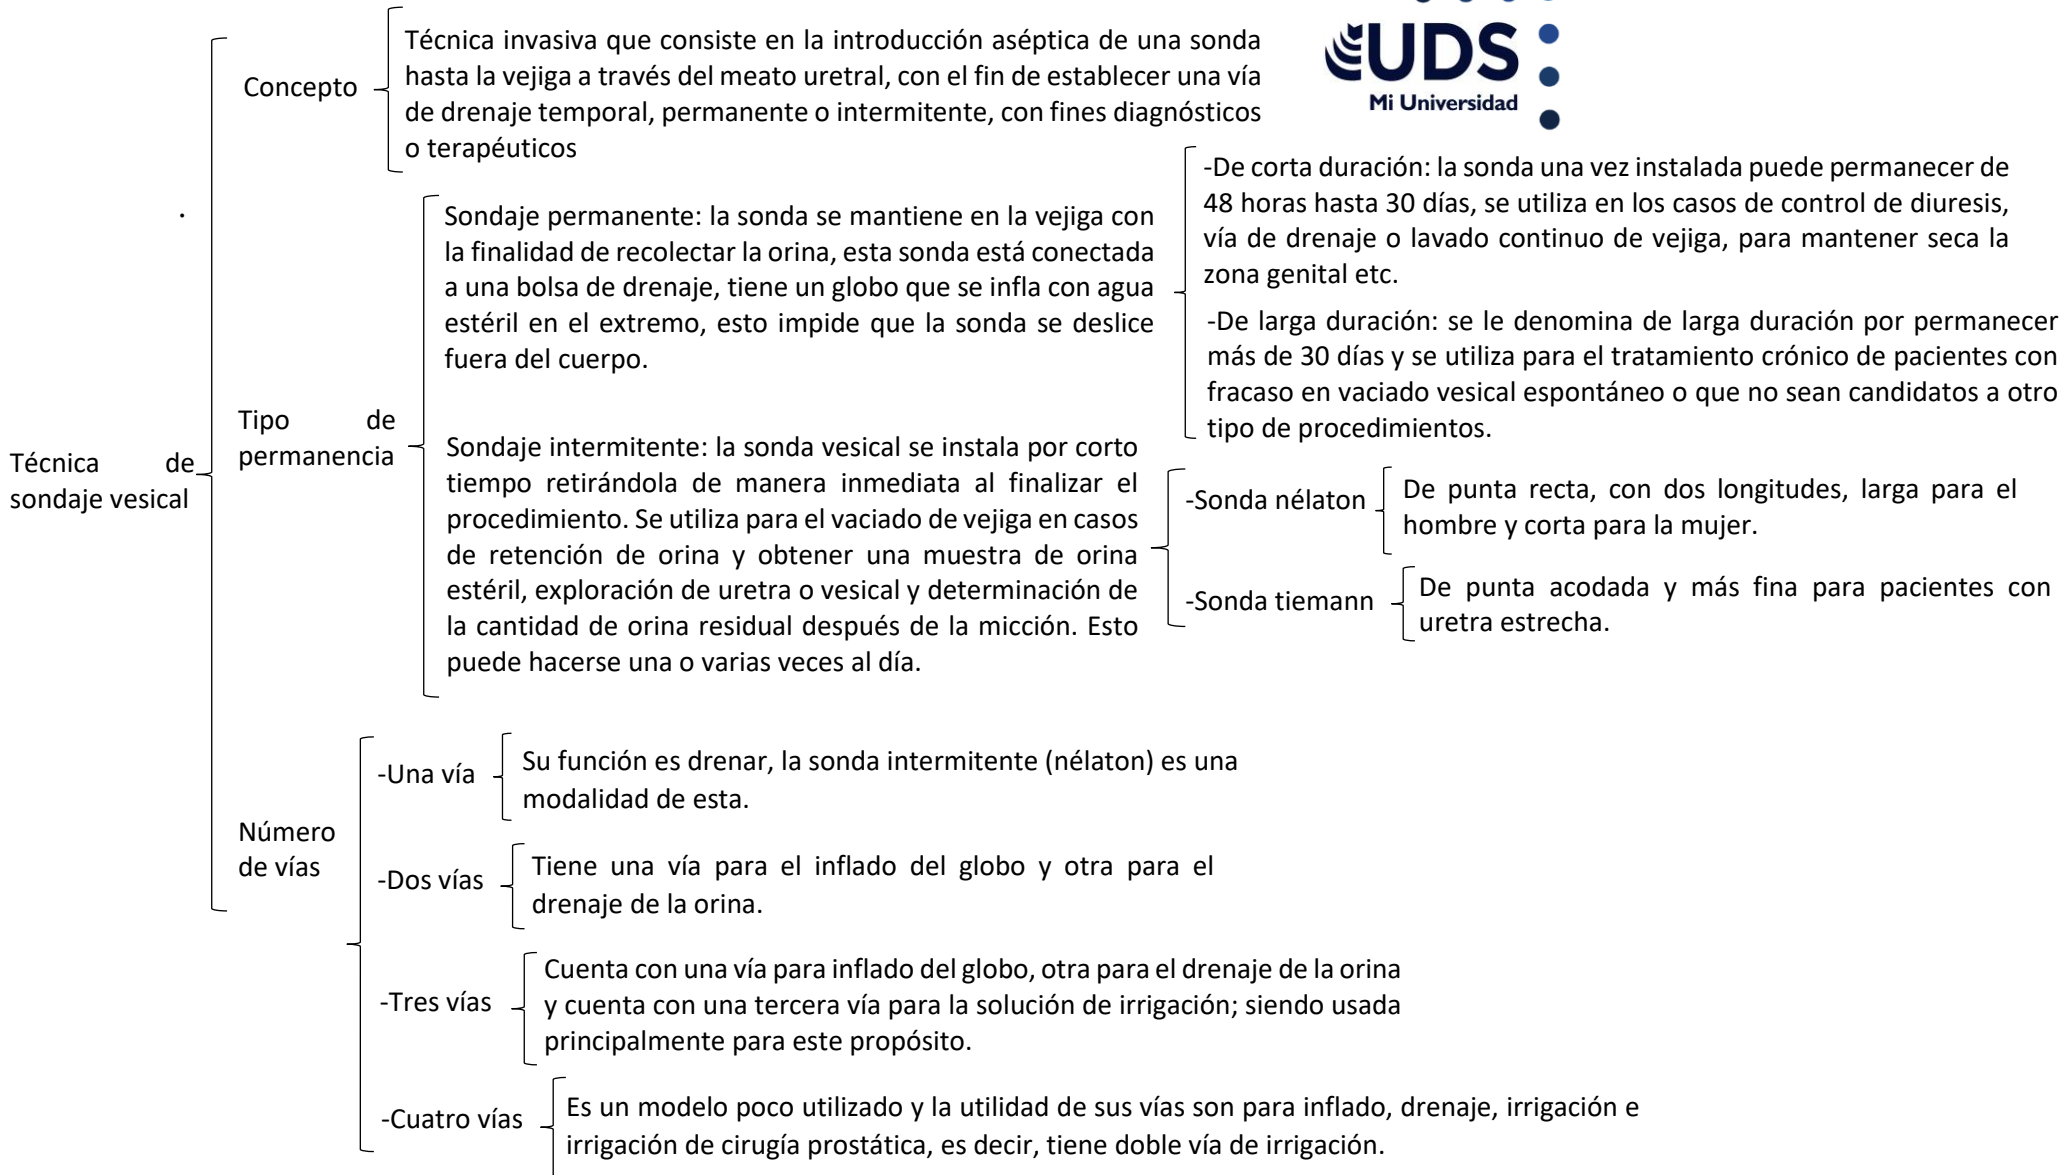 UDS
Mi Universidad
Técnica de
sondaje vesical
Concepto
Técnica invasiva que consiste en la introducción aséptica de una sonda
hasta la vejiga a través del meato uretral, con el fin de establecer una vía
de drenaje temporal, permanente o intermitente, con fines diagnósticos
o terapéuticos
.
Tipo de
permanencia
Sondaje permanente: la sonda se mantiene en la vejiga con
la finalidad de recolectar la orina, esta sonda está conectada
a una bolsa de drenaje, tiene un globo que se infla con agua
estéril en el extremo, esto impide que la sonda se deslice
fuera del cuerpo.
-De corta duración: la sonda una vez instalada puede permanecer de
48 horas hasta 30 días, se utiliza en los casos de control de diuresis,
vía de drenaje o lavado continuo de vejiga, para mantener seca la
zona genital etc.
-De larga duración: se le denomina de larga duración por permanecer
más de 30 días y se utiliza para el tratamiento crónico de pacientes con
fracaso en vaciado vesical espontáneo o que no sean candidatos a otro
tipo de procedimientos.
Sondaje intermitente: la sonda vesical se instala por corto
tiempo retirándola de manera inmediata al finalizar el
procedimiento. Se utiliza para el vaciado de vejiga en casos
de retención de orina y obtener una muestra de orina
estéril, exploración de uretra o vesical y determinación de
la cantidad de orina residual después de la micción. Esto
puede hacerse una o varias veces al día.
-Sonda nélaton
De punta recta, con dos longitudes, larga para el
hombre y corta para la mujer.
-Sonda tiemann
De punta acodada y más fina para pacientes con
uretra estrecha.
Número
de vías
-Una vía
Su función es drenar, la sonda intermitente (nélaton) es una
modalidad de esta.
-Dos vías
Tiene una vía para el inflado del globo y otra para el
drenaje de la orina.
-Tres vías
Cuenta con una vía para inflado del globo, otra para el drenaje de la orina
y cuenta con una tercera vía para la solución de irrigación; siendo usada
principalmente para este propósito.
-Cuatro vías
Es un modelo poco utilizado y la utilidad de sus vías son para inflado, drenaje, irrigación e
irrigación de cirugía prostática, es decir, tiene doble vía de irrigación.